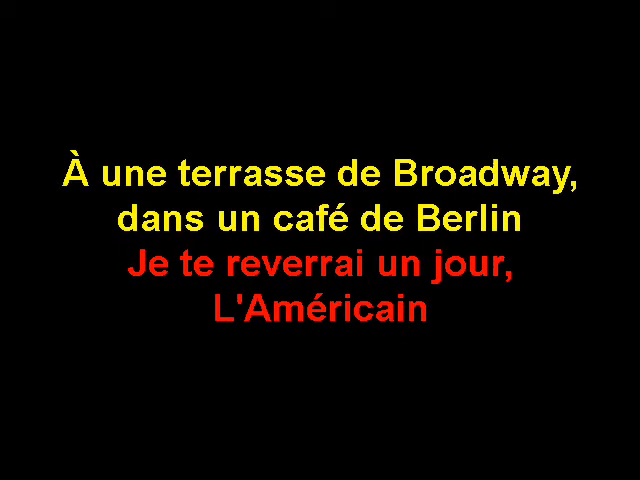 À une terrasse de Broadway,
dans un café de Berlin
Je te reverrai un jour,
L'Américain